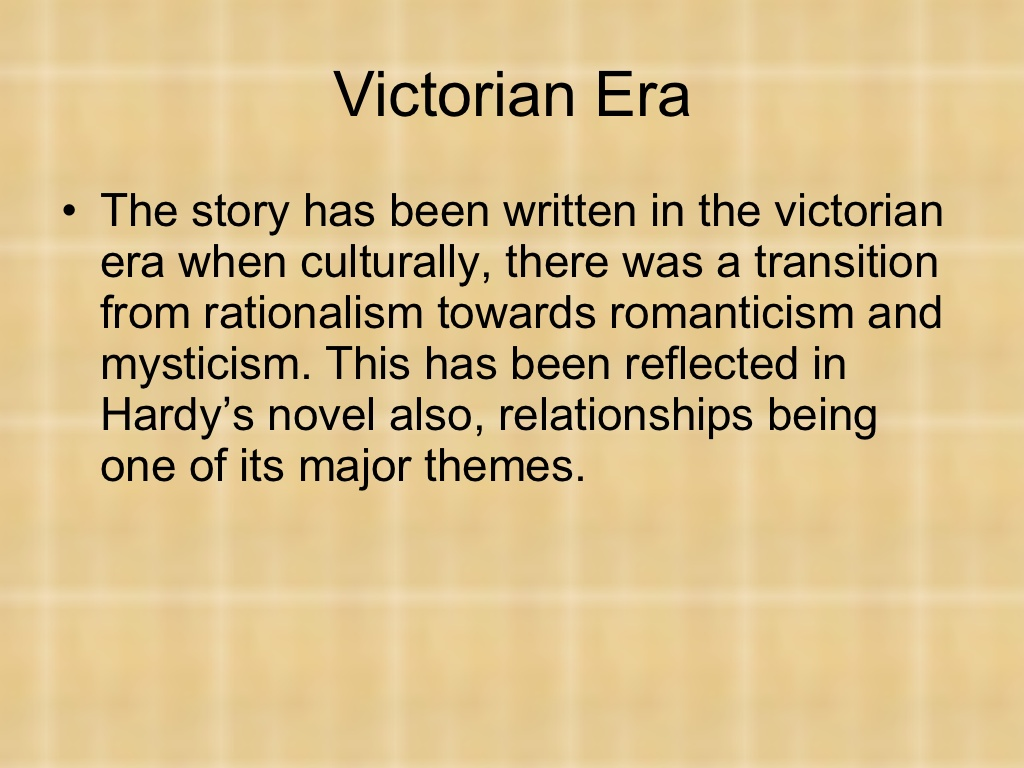 Victorian Era
• The story has been written in the victorian
era when culturally, there was a transition
from rationalism towards romanticism and
mysticism. This has been reflected in
Hardy’s novel also, relationships being
one of its major themes.